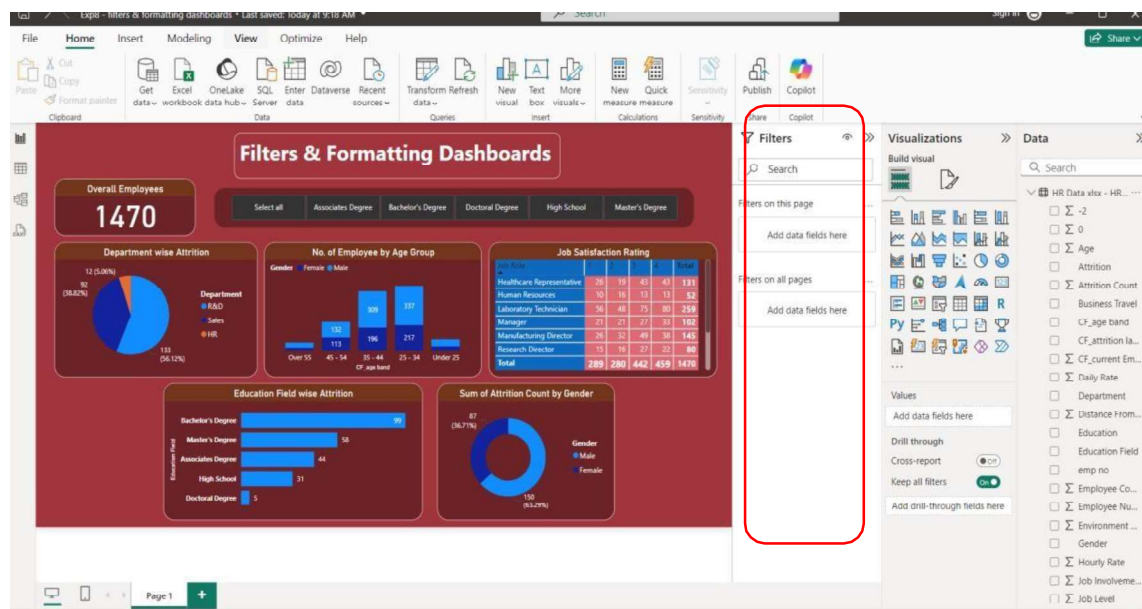 Exp8 - filters & formatting dashboards • Last saved: Today at 9:18 AM
Search
Sign in
File Home Insert Modeling View Optimize Help
Share
Paste
Cut
Copy
Format painter
Clipboard
Get data
Excel workbook
OneLake data hub
SQL Server
Enter data
Dataverse
Recent sources
Data
Transform data
Refresh
Queries
New visual
Text box
More visuals
Insert
New measure
Quick measure
Calculations
Sensitivity
Sensitivity
Publish
Share
Copilot
Copilot
Filters & Formatting Dashboards
Overall Employees
1470
Select all Associates Degree Bachelor's Degree Doctoral Degree High School Master's Degree
Department wise Attrition
12 (5.06%)
92
(38.82%)
133
(56.12%)
Department
R&D
Sales
HR
No. of Employee by Age Group
Gender Female Male
132
113
309
196
337
217
Over 55 45 - 54 35 - 44 25 - 34 Under 25
CF_age band
Job Satisfaction Rating
Job Role 1 2 3 4 Total
Healthcare Representative 26 19 43 43 131
Human Resources 10 16 13 13 52
Laboratory Technician 56 48 75 80 259
Manager 21 21 27 33 102
Manufacturing Director 26 32 49 38 145
Research Director 15 16 27 22 80
Total 289 280 442 459 1470
Education Field wise Attrition
Education Field
Bachelor's Degree 99
Master's Degree 58
Associates Degree 44
High School 31
Doctoral Degree 5
Sum of Attrition Count by Gender
87
(36.71%)
150
(63.29%)
Gender
Male
Female
Filters
Search
Filters on this page ...
Add data fields here
Filters on all pages ...
Add data fields here
Visualizations
Build visual
R
Py
...
Values
Add data fields here
Drill through
Cross-report Off
Keep all filters On
Add drill-through fields here
Data
Search
HR Data xlsx - HR... ...
∑ -2
∑ 0
∑ Age
Attrition
∑ Attrition Count
Business Travel
CF_age band
CF_attrition la...
∑ CF_current Em...
∑ Daily Rate
Department
∑ Distance From...
Education
Education Field
emp no
∑ Employee Co...
∑ Employee Nu...
∑ Environment ...
Gender
∑ Hourly Rate
∑ Job Involveme...
∑ Job Level
Page 1 +